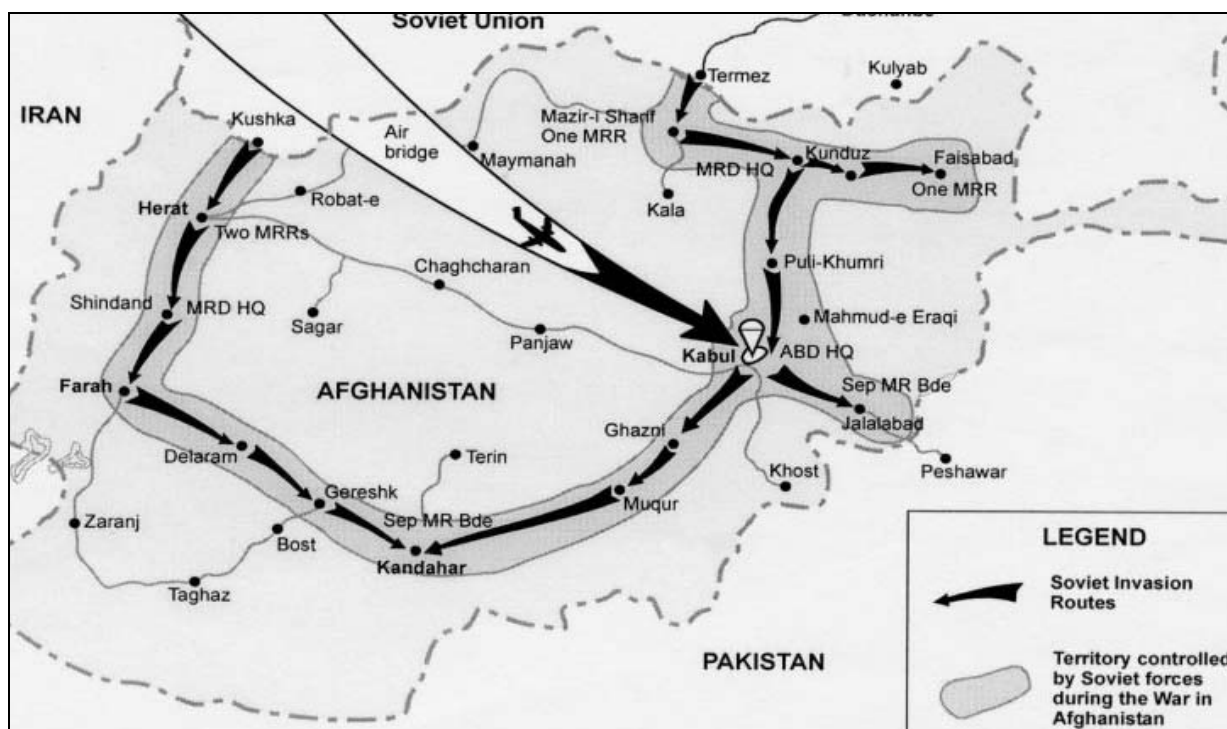 Soviet Union
Termez
Kulyab
IRAN
Kushka
Air
bridge
Maymanah
Mazir-i Sharif
One MRR
MRD HQ
Kunduz
Faisabad
One MRR
Herat
Robat-e
Two MRRs
Kala
Chaghcharan
Puli-Khumri
Shindand
MRD HQ
Sagar
Panjaw
Mahmud-e Eraqi
Kabul
ABD HQ
Farah
AFGHANISTAN
Sep MR Bde
Jalalabad
Ghazni
Delaram
Terin
Khost
Peshawar
Gereshk
Muqur
Zaranj
Bost
Sep MR Bde
Kandahar
Taghaz
PAKISTAN
LEGEND
Soviet Invasion
Routes
Territory controlled
by Soviet forces
during the War in
Afghanistan